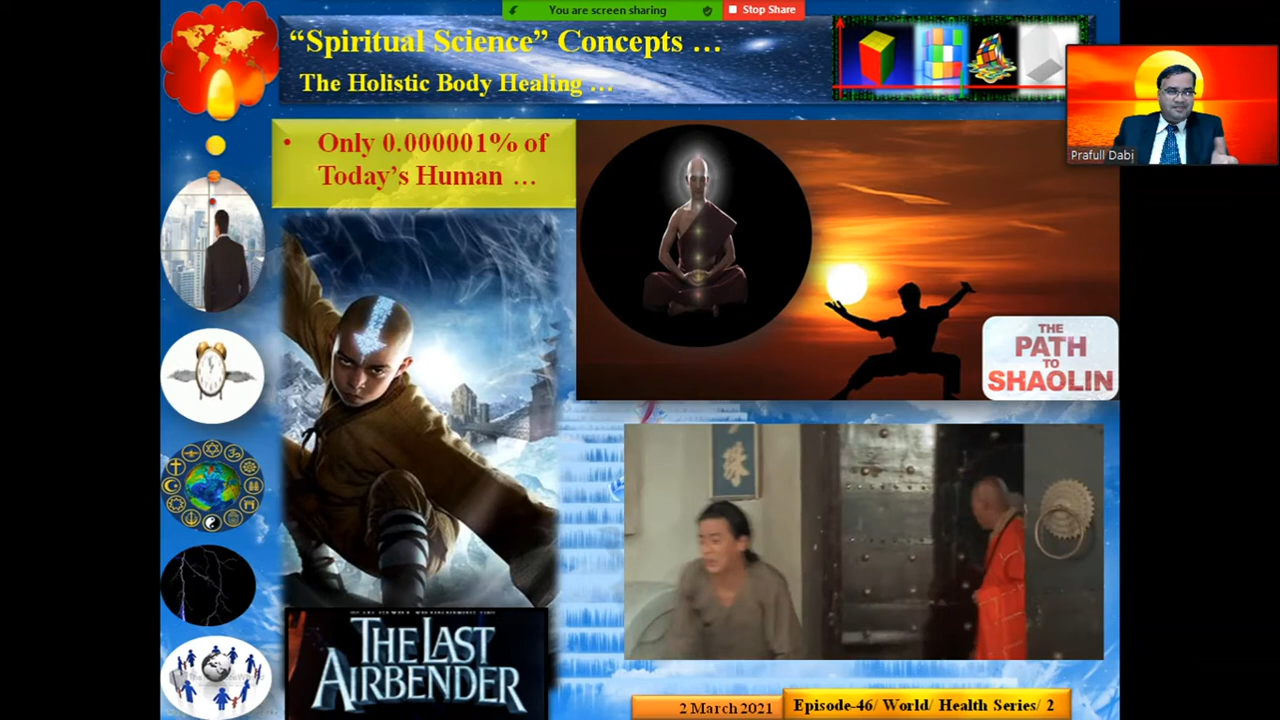 You are screen sharing
Stop Share
“Spiritual Science” Concepts …
The Holistic Body Healing …
Prafull Dabi
• Only 0.000001% of
Today’s Human …
THE
PATH
TO
SHAOLIN
珠
THE LAST
AIRBENDER
2 March 2021
Episode-46/ World/ Health Series/ 2